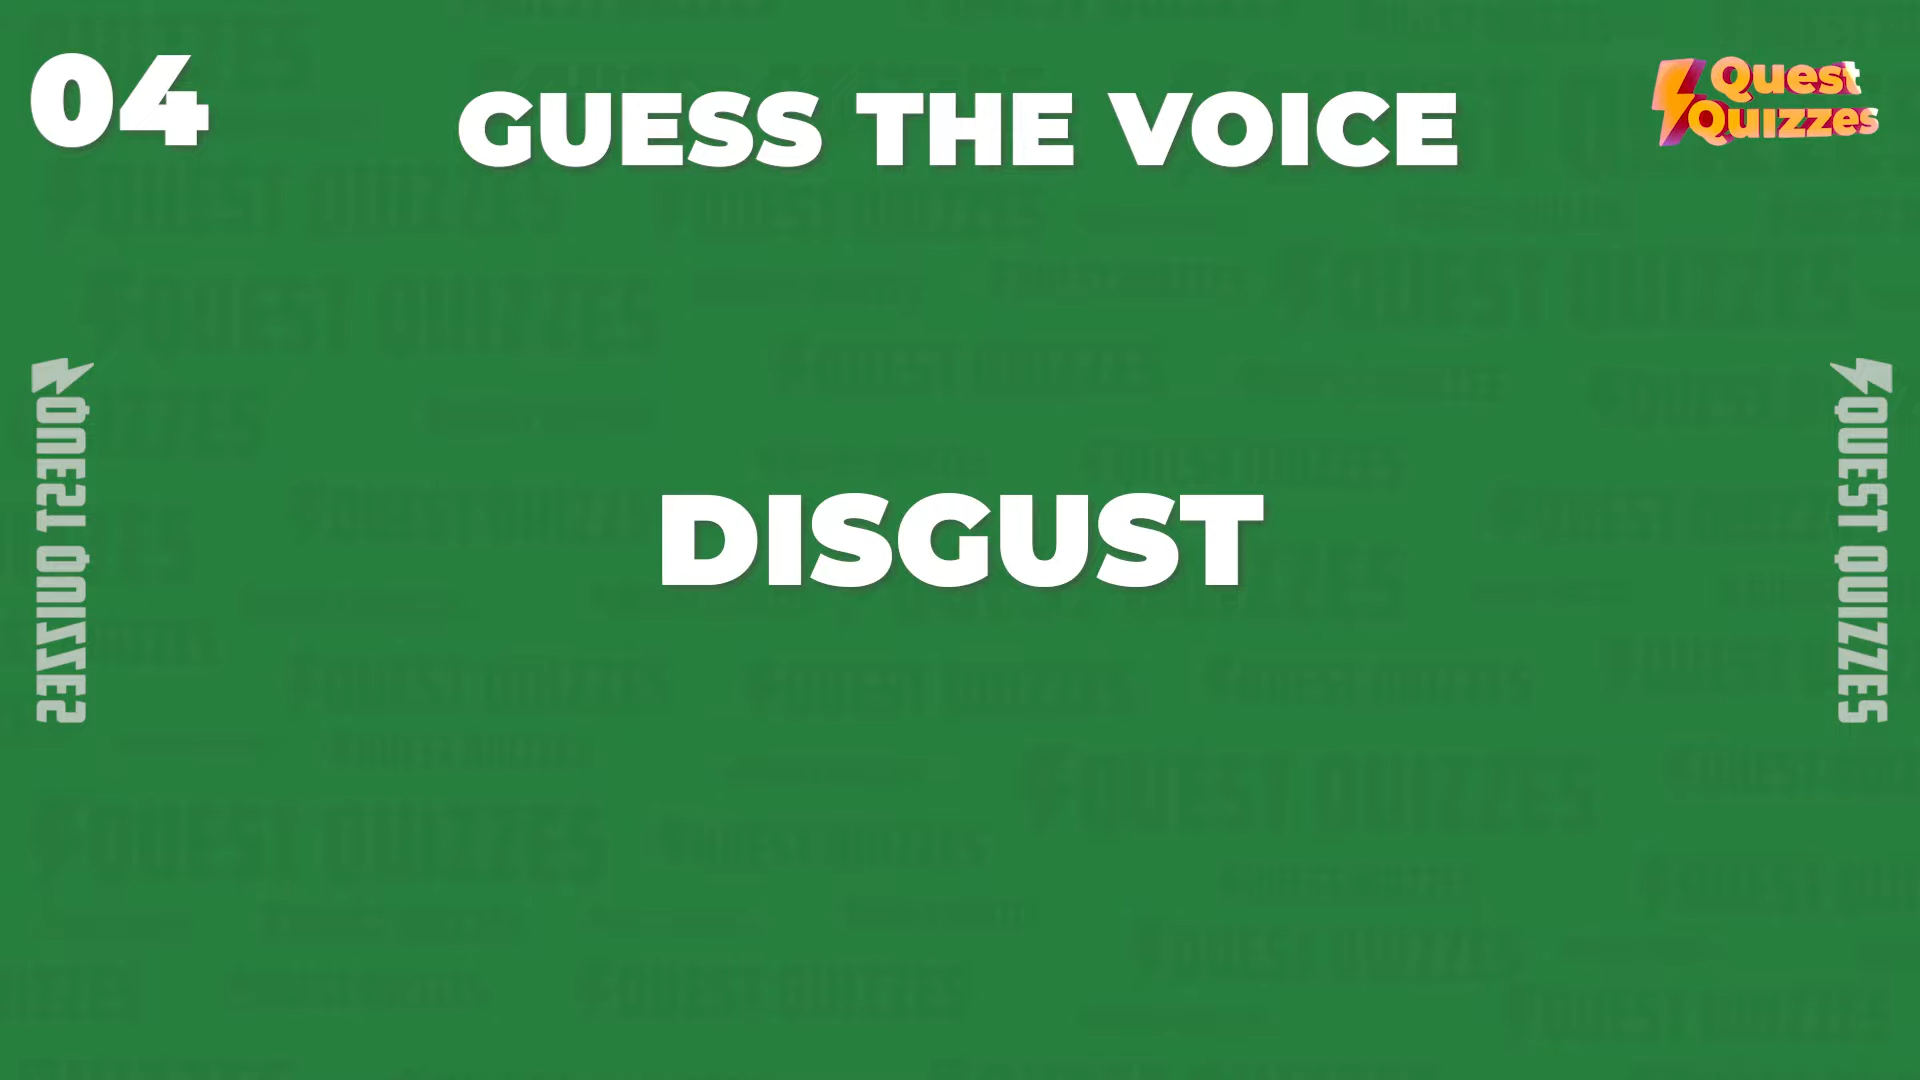 04
GUESS THE VOICE
Quest
Quizzes
QUEST QUIZZES
DISGUST
QUEST QUIZZES